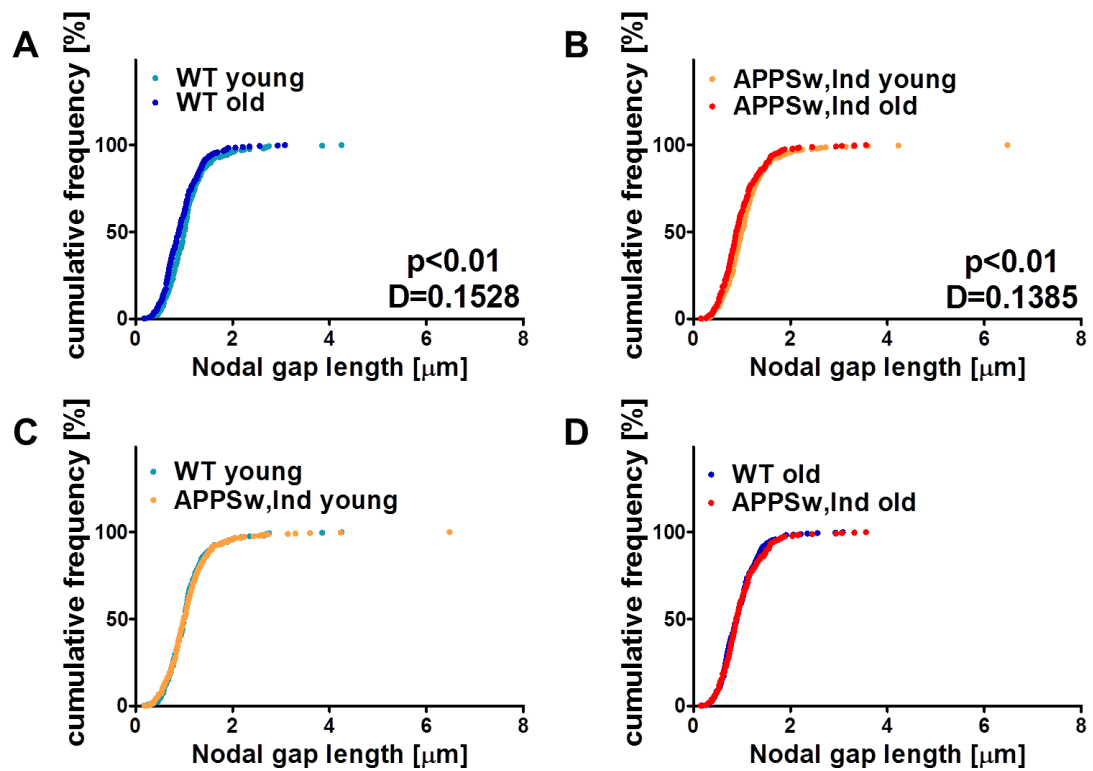 A
cumulative frequency [%]
WT young
WT old
100
50
0
p<0.01
D=0.1528
0 2 4 6 8
Nodal gap length [μm]
B
cumulative frequency [%]
APPSw,Ind young
APPSw,Ind old
100
50
0
p<0.01
D=0.1385
0 2 4 6 8
Nodal gap length [μm]
C
cumulative frequency [%]
WT young
APPSw,Ind young
100
50
0
0 2 4 6 8
Nodal gap length [μm]
D
cumulative frequency [%]
WT old
APPSw,Ind old
100
50
0
0 2 4 6 8
Nodal gap length [μm]